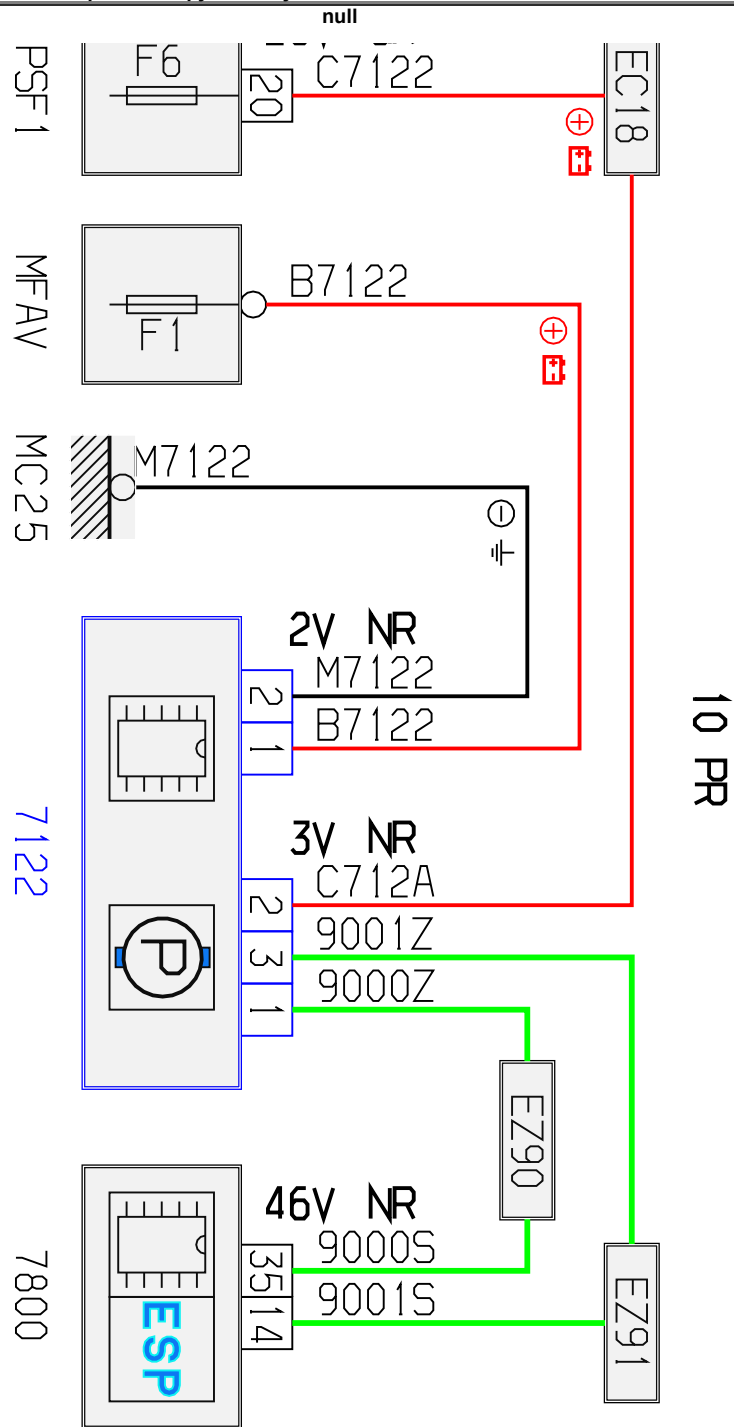 null
F6
20
C7122
EC18
PSF1
B7122
F1
MFAV
M7122
MC25
2V NR
M7122
2
B7122
1
10 PR
7122
3V NR
C712A
2
9001Z
3
P
9000Z
1
EZ90
46V NR
9000S
35
9001S
14
ESP
7800
EZ91